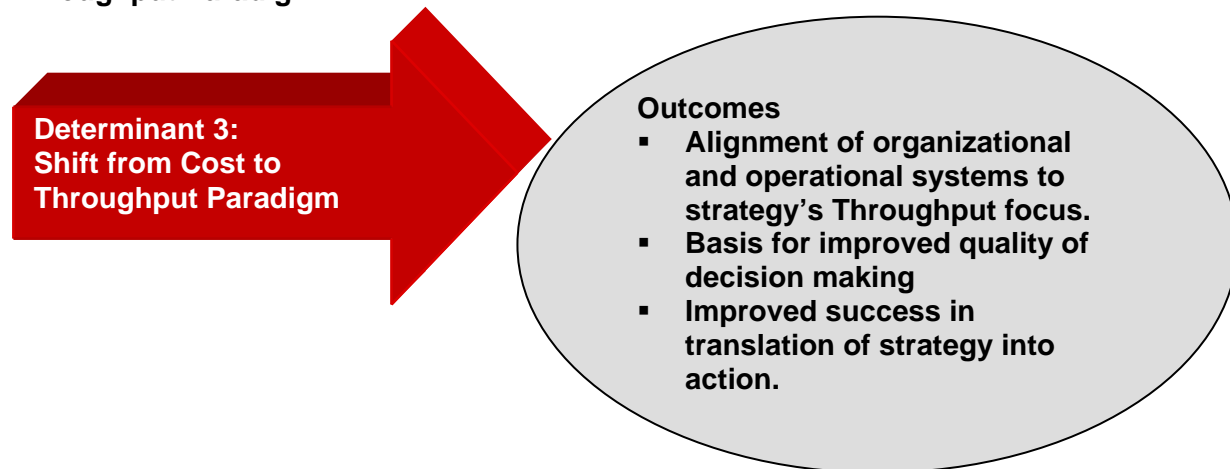 Determinant 3:
Shift from Cost to
Throughput Paradigm
Outcomes
▪ Alignment of organizational
and operational systems to
strategy’s Throughput focus.
▪ Basis for improved quality of
decision making
▪ Improved success in
translation of strategy into
action.